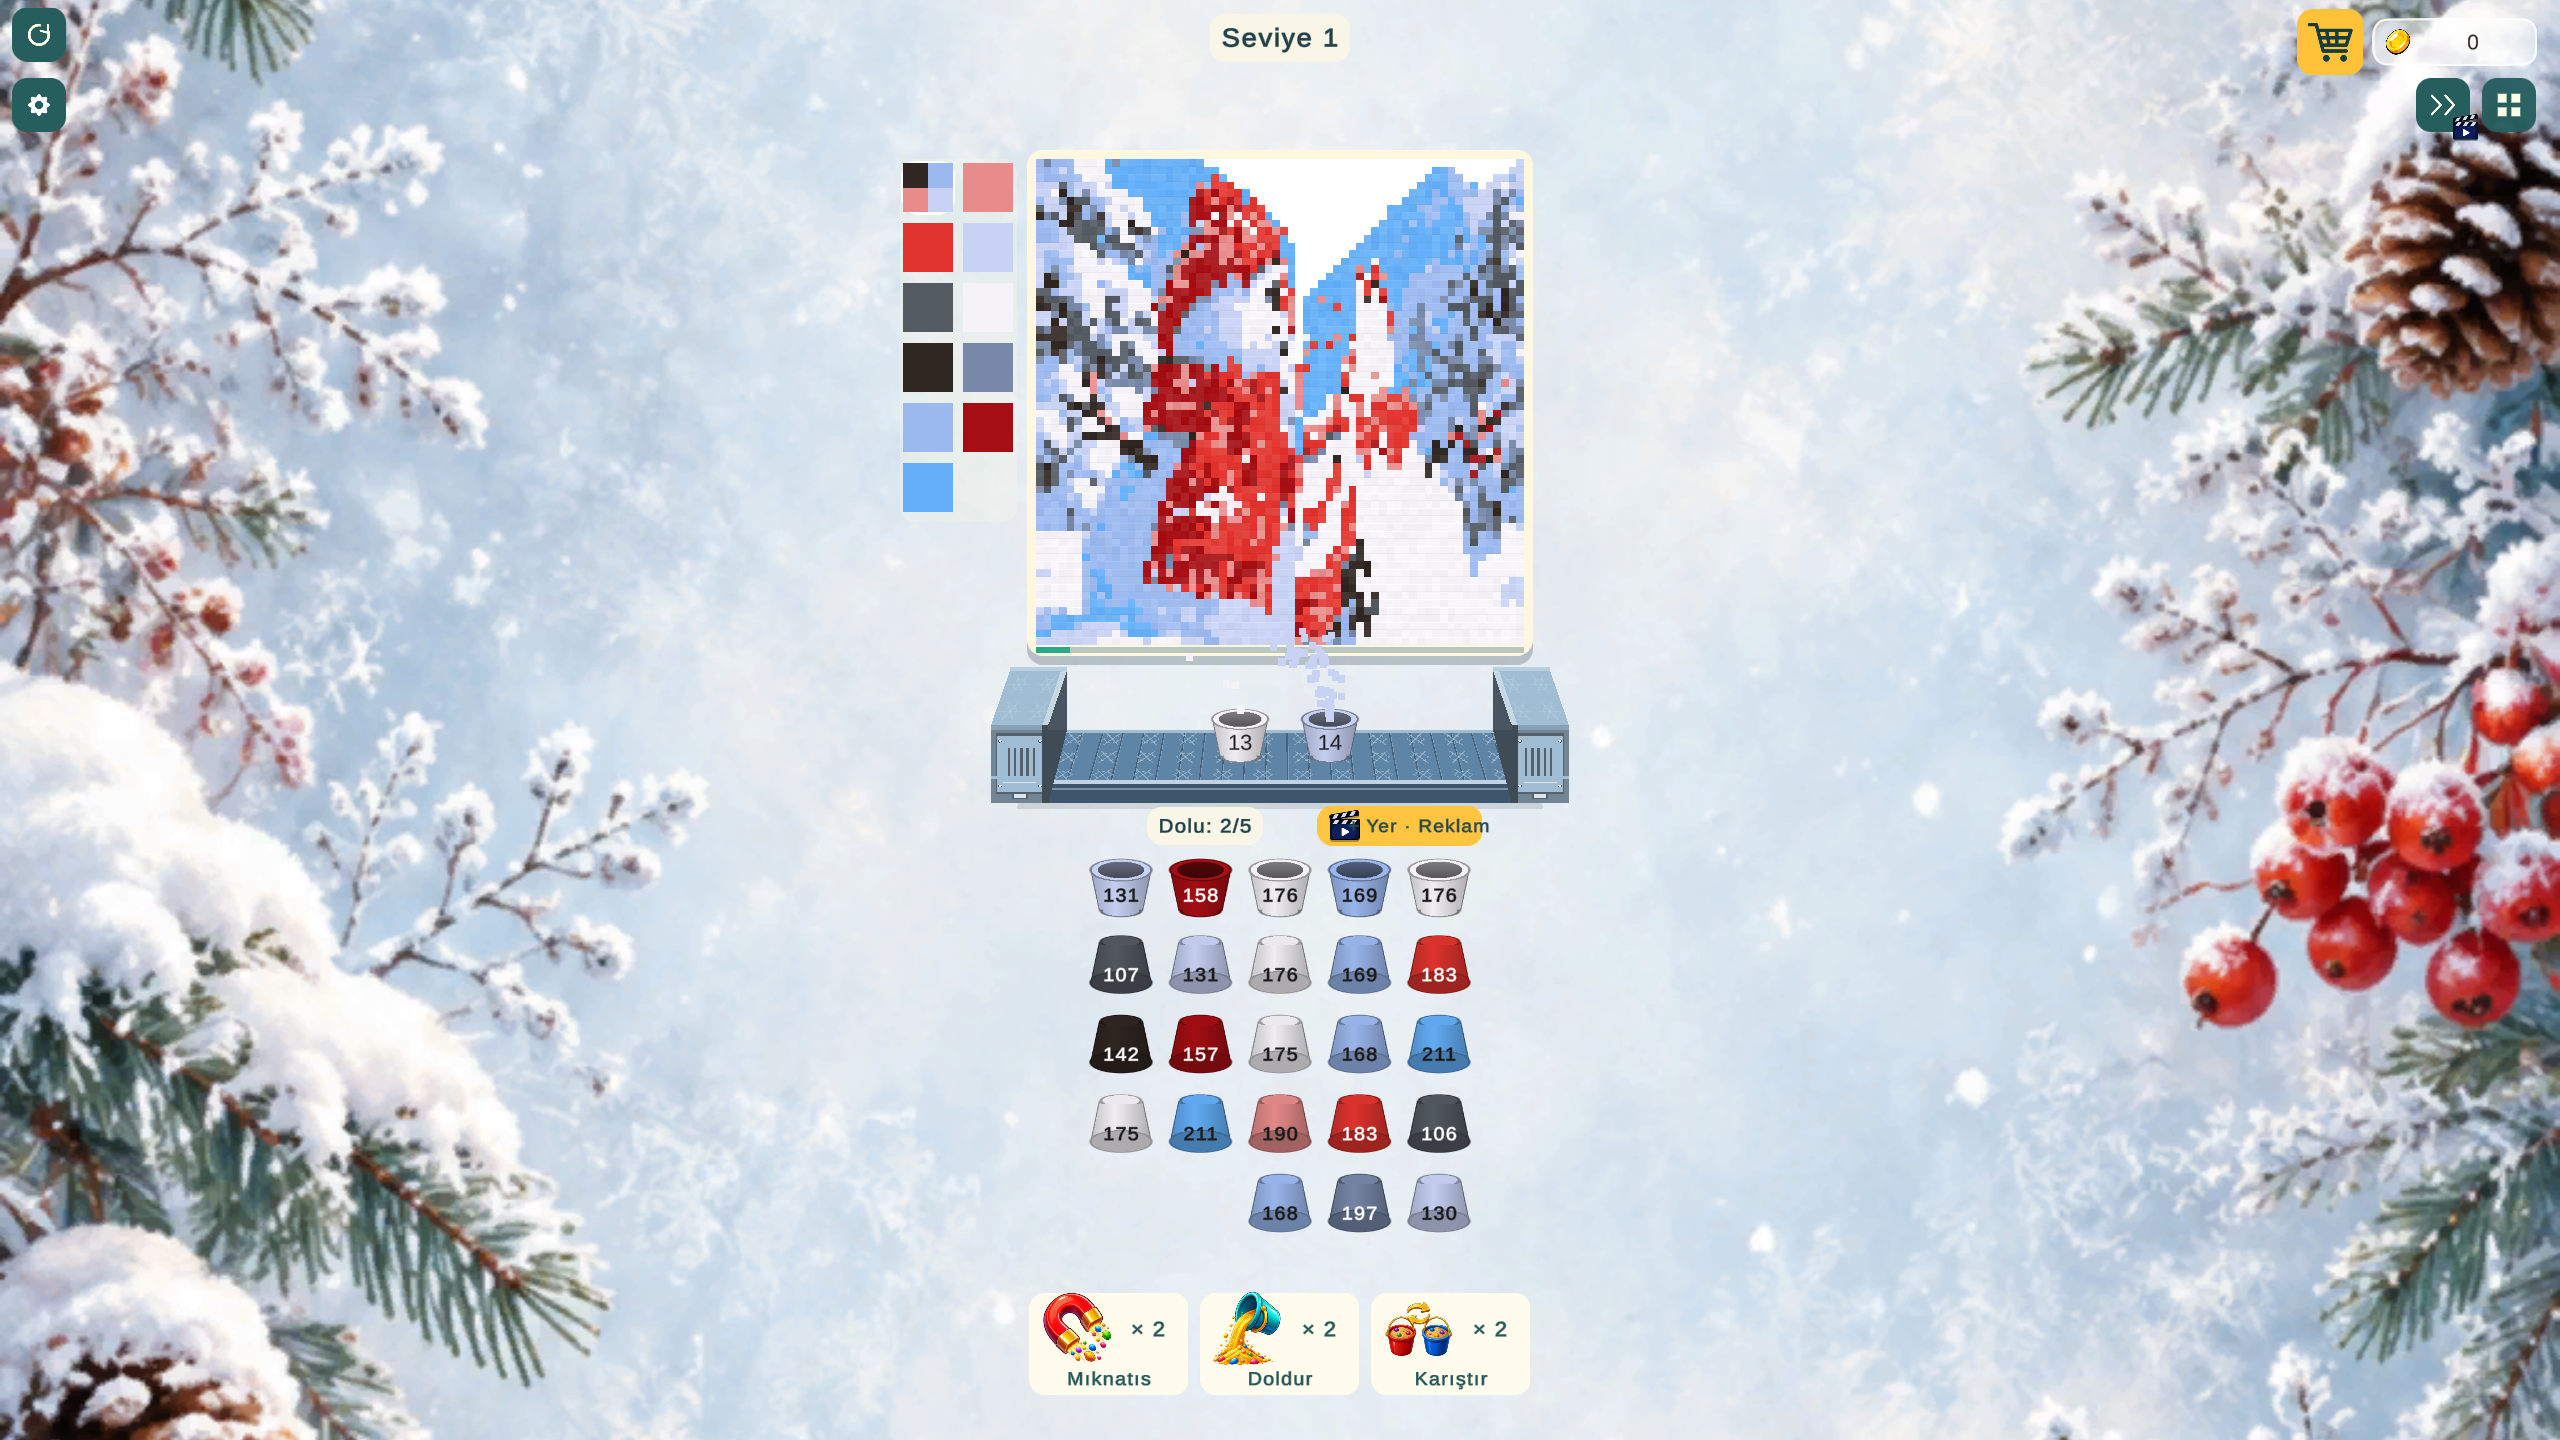 Seviye 1
0
13 14
Dolu: 2/5
Yer · Reklam
131 158 176 169 176
107 131 176 169 183
142 157 175 168 211
175 211 190 183 106
168 197 130
× 2 × 2 × 2
Mıknatıs Doldur Karıştır